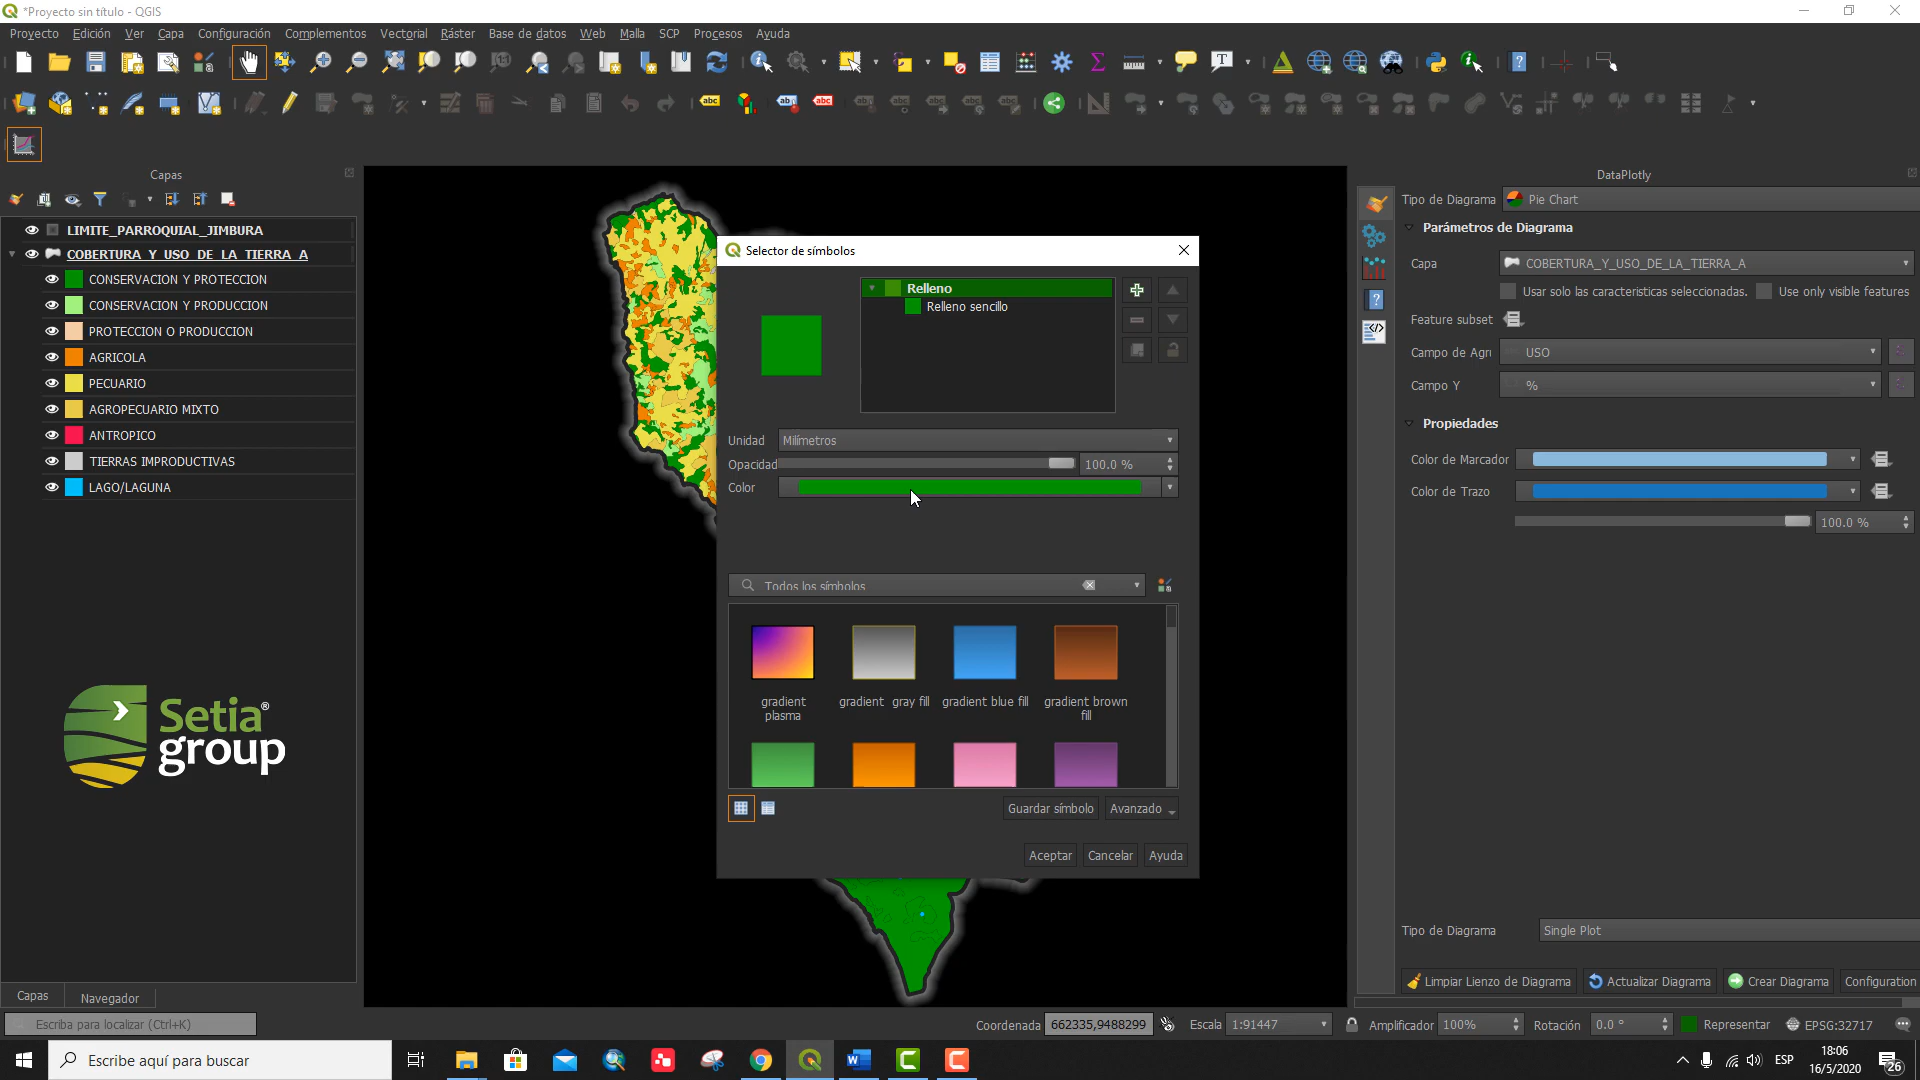 *Proyecto sin título - QGIS
Proyecto Edición Ver Capa Configuración Complementos Vectorial Ráster Base de datos Web Malla SCP Procesos Ayuda
Capas
LIMITE_PARROQUIAL_JIMBURA
COBERTURA_Y_USO_DE_LA_TIERRA_A
CONSERVACION Y PROTECCION
CONSERVACION Y PRODUCCION
PROTECCION O PRODUCCION
AGRICOLA
PECUARIO
AGROPECUARIO MIXTO
ANTROPICO
TIERRAS IMPRODUCTIVAS
LAGO/LAGUNA
Setia®
group
Capas Navegador
Selector de símbolos
Relleno
Relleno sencillo
Unidad Milímetros
Opacidad 100.0 %
Color
Todos los símbolos
gradient plasma
gradient gray fill
gradient blue fill
gradient brown fill
Guardar símbolo Avanzado
Aceptar Cancelar Ayuda
DataPlotly
Tipo de Diagrama Pie Chart
Parámetros de Diagrama
Capa COBERTURA_Y_USO_DE_LA_TIERRA_A
Usar solo las caracteristicas seleccionadas. Use only visible features
Feature subset
Campo de Agru USO
Campo Y %
Propiedades
Color de Marcador
Color de Trazo
100.0 %
Tipo de Diagrama Single Plot
Limpiar Lienzo de Diagrama Actualizar Diagrama Crear Diagrama Configuration
Escriba para localizar (Ctrl+K) Coordenada 662335,9488299 Escala 1:91447 Amplificador 100% Rotación 0.0 ° Representar EPSG:32717
Escribe aquí para buscar
ESP
18:06
16/5/2020
26